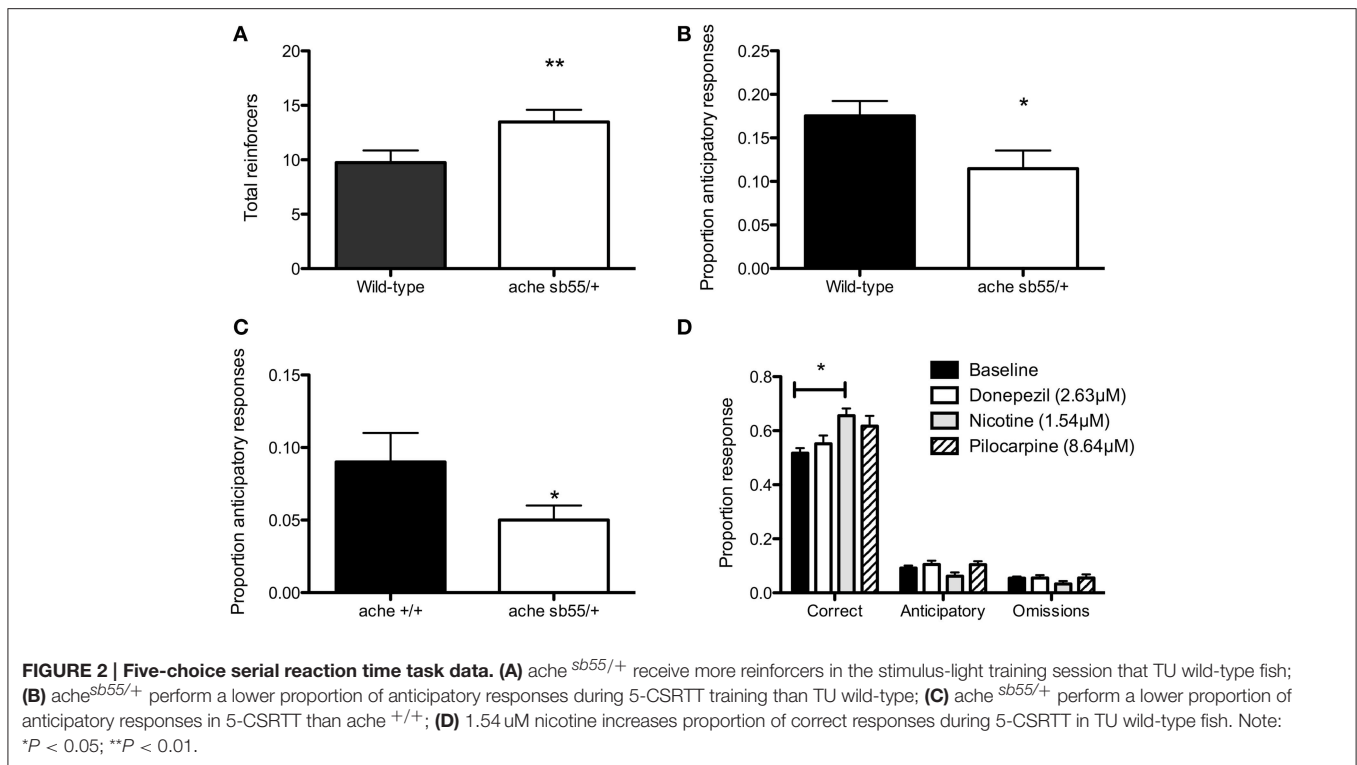 A
Total reinforcers
20
15
10
5
0
**
Wild-type
ache sb55/+
B
Proportion anticipatory responses
0.25
0.20
0.15
0.10
0.05
0.00
*
Wild-type
ache sb55/+
C
Proportion anticipatory responses
0.15
0.10
0.05
0.00
*
ache +/+
ache sb55/+
D
Proportion reseponse
0.8
0.6
0.4
0.2
0.0
*
Correct
Anticipatory
Omissions
Baseline
Donepezil (2.63µM)
Nicotine (1.54µM)
Pilocarpine (8.64µM)
FIGURE 2 | Five-choice serial reaction time task data. (A) ache sb55/+ receive more reinforcers in the stimulus-light training session that TU wild-type fish;
(B) achesb55/+ perform a lower proportion of anticipatory responses during 5-CSRTT training than TU wild-type; (C) ache sb55/+ perform a lower proportion of
anticipatory responses in 5-CSRTT than ache +/+; (D) 1.54 uM nicotine increases proportion of correct responses during 5-CSRTT in TU wild-type fish. Note:
*P < 0.05; **P < 0.01.